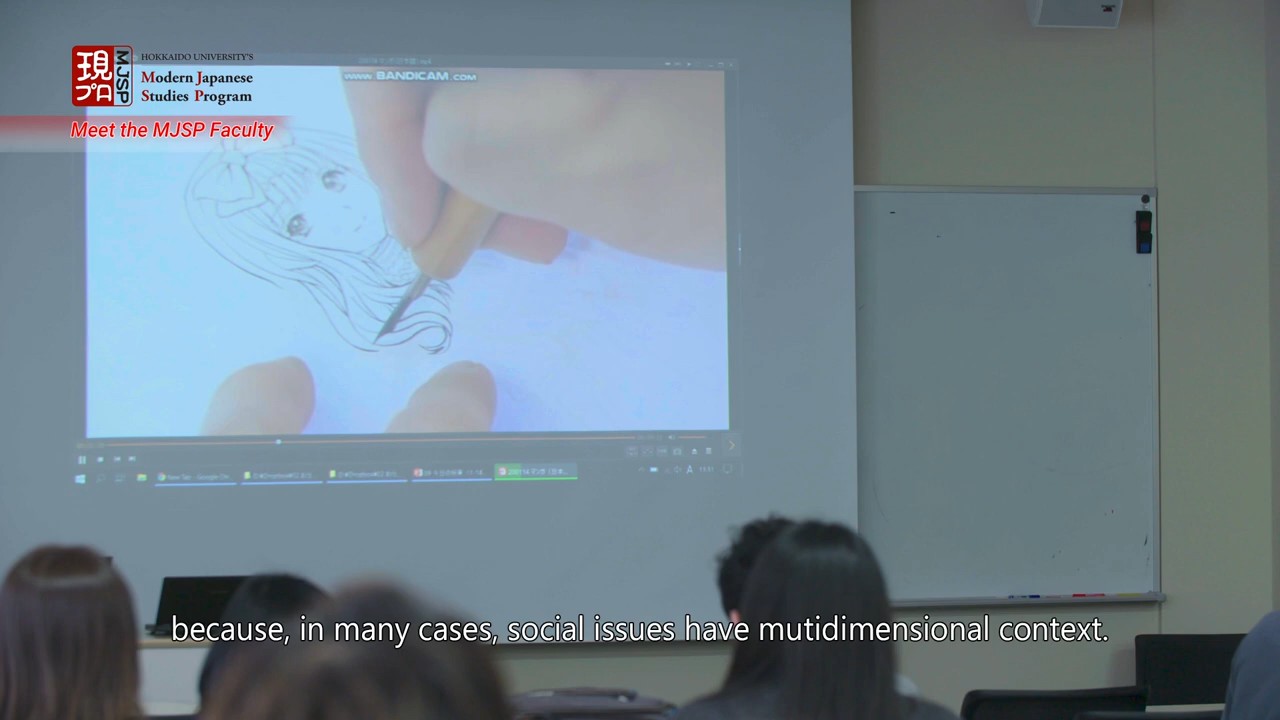 現プロ
MJSP
HOKKAIDO UNIVERSITY'S
Modern Japanese
Studies Program
Meet the MJSP Faculty
www.BANDICAM.com
because, in many cases, social issues have mutidimensional context.